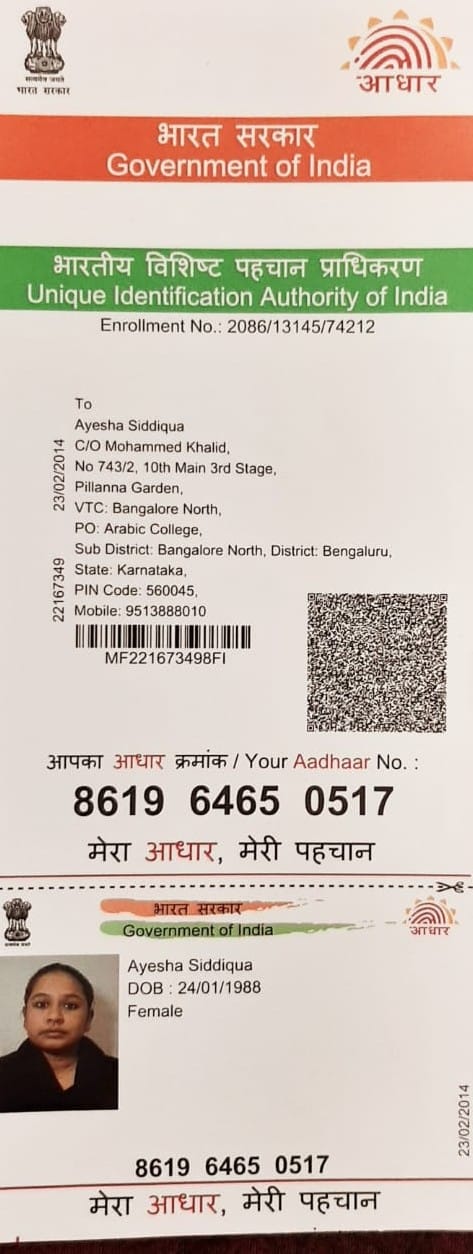 सत्यमेव जयते
भारत सरकार
आधार
भारत सरकार
Government of India
भारतीय विशिष्ट पहचान प्राधिकरण
Unique Identification Authority of India
Enrollment No.: 2086/13145/74212
To
Ayesha Siddiqua
C/O Mohammed Khalid,
No 743/2, 10th Main 3rd Stage,
Pillanna Garden,
VTC: Bangalore North,
PO: Arabic College,
Sub District: Bangalore North, District: Bengaluru,
State: Karnataka,
PIN Code: 560045,
Mobile: 9513888010
23/02/2014
22167349
MF221673498FI
आपका आधार क्रमांक / Your Aadhaar No. :
8619 6465 0517
मेरा आधार, मेरी पहचान
भारत सरकार
Government of India
आधार
Ayesha Siddiqua
DOB : 24/01/1988
Female
23/02/2014
8619 6465 0517
मेरा आधार, मेरी पहचान